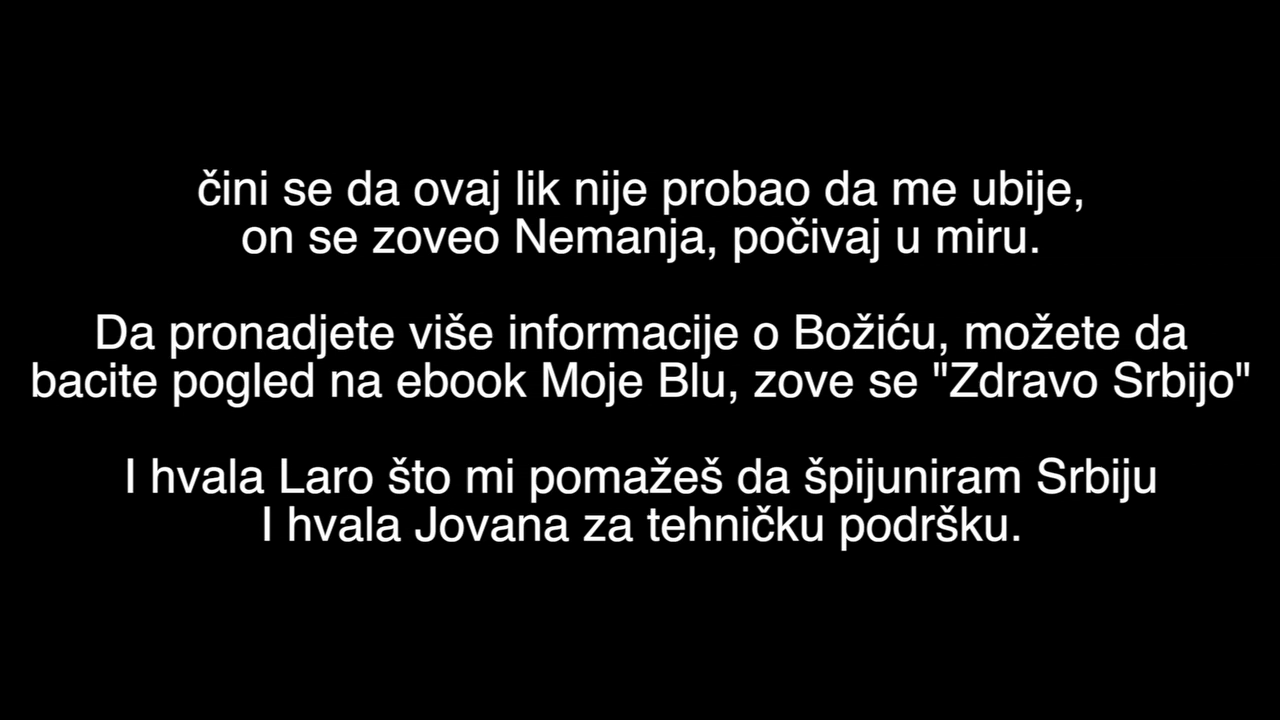 čini se da ovaj lik nije probao da me ubije,
on se zoveo Nemanja, počivaj u miru.
Da pronadjete više informacije o Božiću, možete da
bacite pogled na ebook Moje Blu, zove se "Zdravo Srbijo"
I hvala Laro što mi pomažeš da špijuniram Srbiju
I hvala Jovana za tehničku podršku.